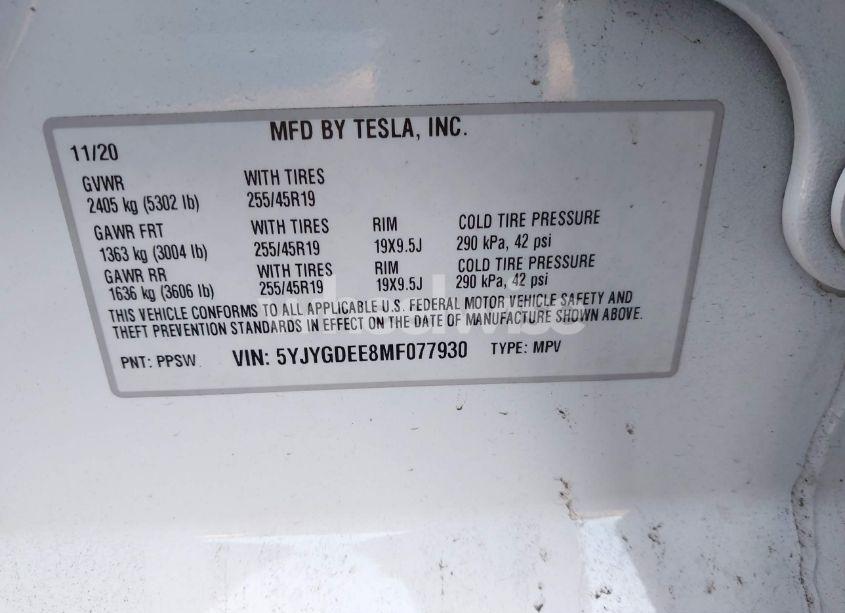 MFD BY TESLA, INC.
11/20
GVWR WITH TIRES
2405 kg (5302 lb) 255/45R19
GAWR FRT WITH TIRES RIM COLD TIRE PRESSURE
1363 kg (3004 lb) 255/45R19 19X9.5J 290 kPa, 42 psi
GAWR RR WITH TIRES RIM COLD TIRE PRESSURE
1636 kg (3606 lb) 255/45R19 19X9.5J 290 kPa, 42 psi
THIS VEHICLE CONFORMS TO ALL APPLICABLE U.S. FEDERAL MOTOR VEHICLE SAFETY AND
THEFT PREVENTION STANDARDS IN EFFECT ON THE DATE OF MANUFACTURE SHOWN ABOVE.
PNT: PPSW VIN: 5YJYGDEE8MF077930 TYPE: MPV